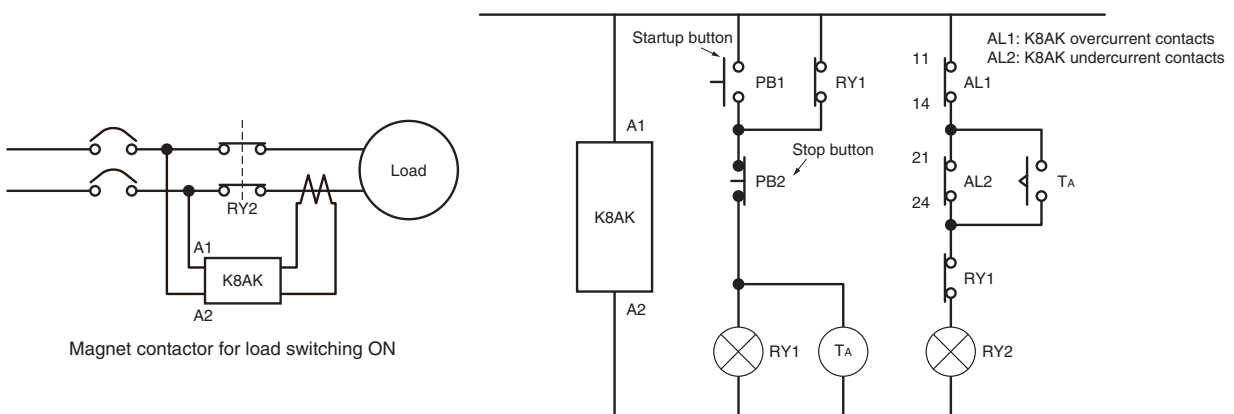 Load
RY2
A1
K8AK
A2
Magnet contactor for load switching ON
A1
K8AK
A2
Startup button
PB1
RY1
Stop button
PB2
RY1
TA
11
AL1
14
21
AL2
24
TA
RY1
RY2
AL1: K8AK overcurrent contacts
AL2: K8AK undercurrent contacts